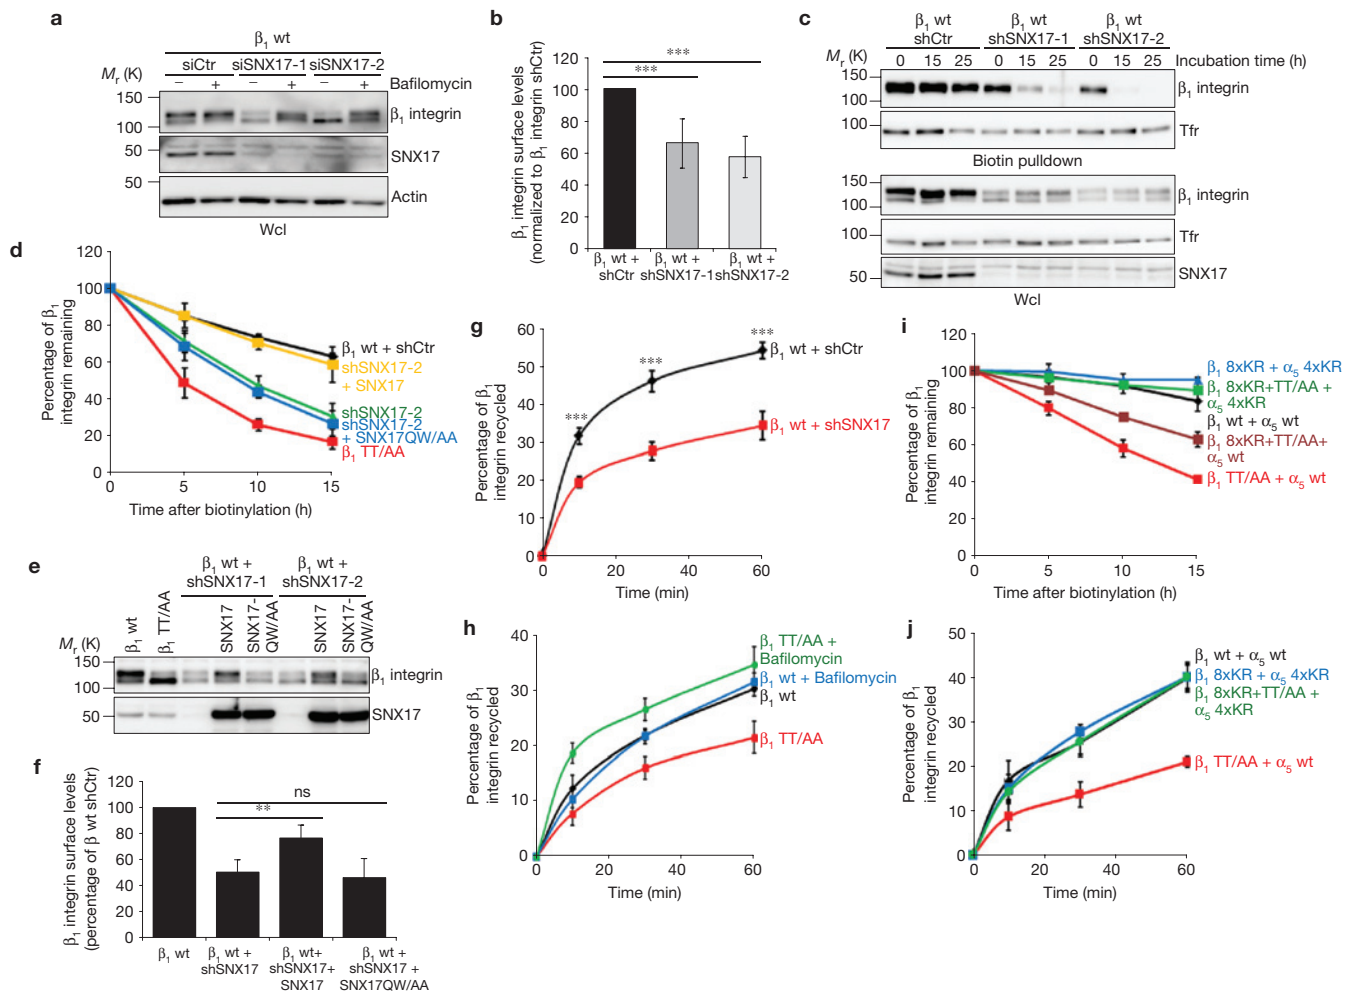 a
β1 wt
siCtr siSNX17-1 siSNX17-2
Mr (K)
– + – + – + Bafilomycin
150
100
β1 integrin
50
SNX17
50
Actin
Wcl
b
β1 integrin surface levels
(normalized to β1 integrin shCtr)
120
100
80
60
40
20
0
***
***
β1 wt +
shCtr
β1 wt +
shSNX17-1
β1 wt +
shSNX17-2
c
β1 wt
shCtr
β1 wt
shSNX17-1
β1 wt
shSNX17-2
Mr (K)
0 15 25 0 15 25 0 15 25 Incubation time (h)
150
100
β1 integrin
100
Tfr
Biotin pulldown
150
100
β1 integrin
100
Tfr
50
SNX17
Wcl
d
Percentage of β1
integrin remaining
120
100
80
60
40
20
0
0 5 10 15
Time after biotinylation (h)
β1 wt + shCtr
shSNX17-2
+ SNX17
shSNX17-2
shSNX17-2
+ SNX17QW/AA
β1 TT/AA
e
β1 wt +
shSNX17-1
β1 wt +
shSNX17-2
Mr (K)
β1 wt
β1 TT/AA
SNX17
SNX17-
QW/AA
SNX17
SNX17-
QW/AA
150
100
β1 integrin
50
SNX17
f
β1 integrin surface levels
(percentage of β wt shCtr)
120
100
80
60
40
20
0
ns
**
β1 wt
β1 wt +
shSNX17
β1 wt+
shSNX17+
SNX17
β1 wt +
shSNX17 +
SNX17QW/AA
g
Percentage of β1
integrin recycled
60
50
40
30
20
10
0
0 20 40 60
Time (min)
***
***
***
β1 wt + shCtr
β1 wt + shSNX17
h
Percentage of β1
integrin recycled
40
30
20
10
0
0 20 40 60
Time (min)
β1 TT/AA +
Bafilomycin
β1 wt + Bafilomycin
β1 wt
β1 TT/AA
i
Percentage of β1
integrin remaining
120
100
80
60
40
20
0
0 5 10 15
Time after biotinylation (h)
β1 8xKR + α5 4xKR
β1 8xKR+TT/AA +
α5 4xKR
β1 wt + α5 wt
β1 8xKR+TT/AA+
α5 wt
β1 TT/AA + α5 wt
j
Percentage of β1
integrin recycled
50
40
30
20
10
0
0 20 40 60
Time (min)
β1 wt + α5 wt
β1 8xKR + α5 4xKR
β1 8xKR+TT/AA +
α5 4xKR
β1 TT/AA + α5 wt